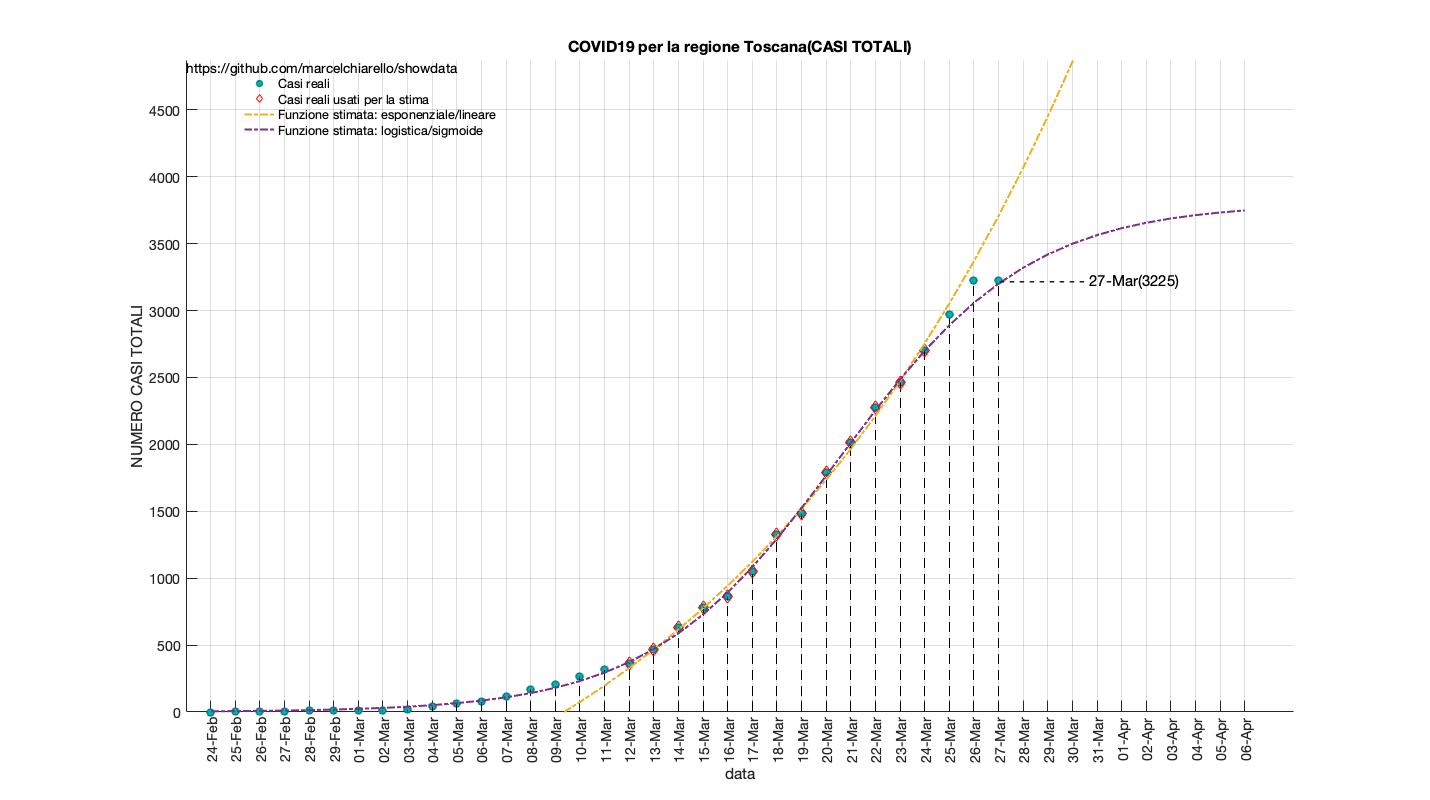 COVID19 per la regione Toscana(CASI TOTALI)
https://github.com/marcelchiarello/showdata
Casi reali
Casi reali usati per la stima
Funzione stimata: esponenziale/lineare
Funzione stimata: logistica/sigmoide
NUMERO CASI TOTALI
4500
4000
3500
3000
2500
2000
1500
1000
500
0
27-Mar(3225)
24-Feb
25-Feb
26-Feb
27-Feb
28-Feb
29-Feb
01-Mar
02-Mar
03-Mar
04-Mar
05-Mar
06-Mar
07-Mar
08-Mar
09-Mar
10-Mar
11-Mar
12-Mar
13-Mar
14-Mar
15-Mar
16-Mar
17-Mar
18-Mar
19-Mar
20-Mar
21-Mar
22-Mar
23-Mar
24-Mar
25-Mar
26-Mar
27-Mar
28-Mar
29-Mar
30-Mar
31-Mar
01-Apr
02-Apr
03-Apr
04-Apr
05-Apr
06-Apr
data